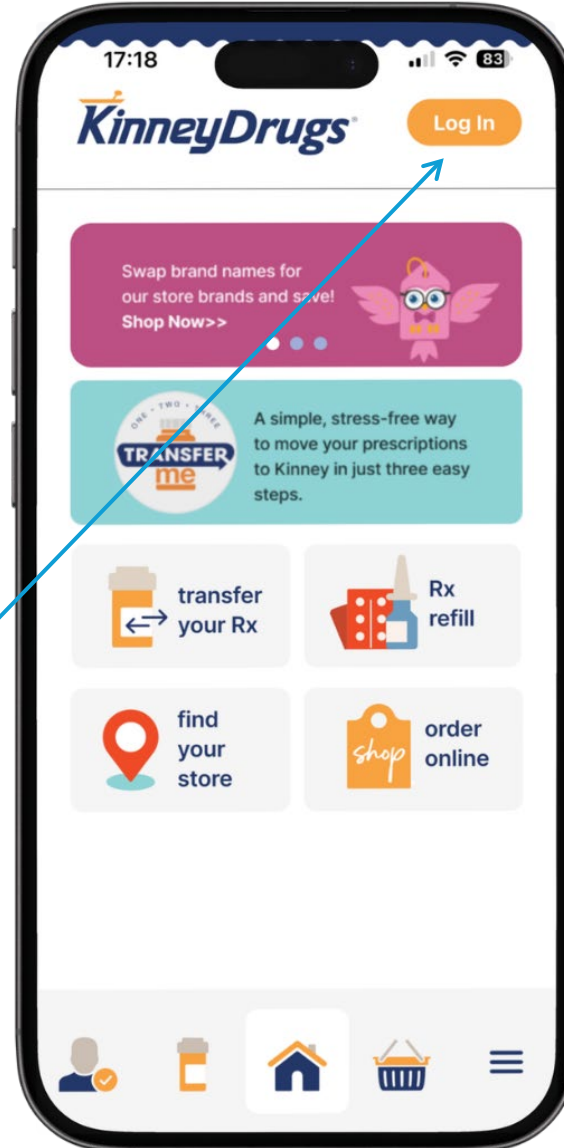 17:18
83
KinneyDrugs
Log In
Swap brand names for
our store brands and save!
Shop Now>>
ONE • TWO • THREE
TRANSFER
me
A simple, stress-free way
to move your prescriptions
to Kinney in just three easy
steps.
transfer
your Rx
Rx
refill
find
your
store
shop
order
online